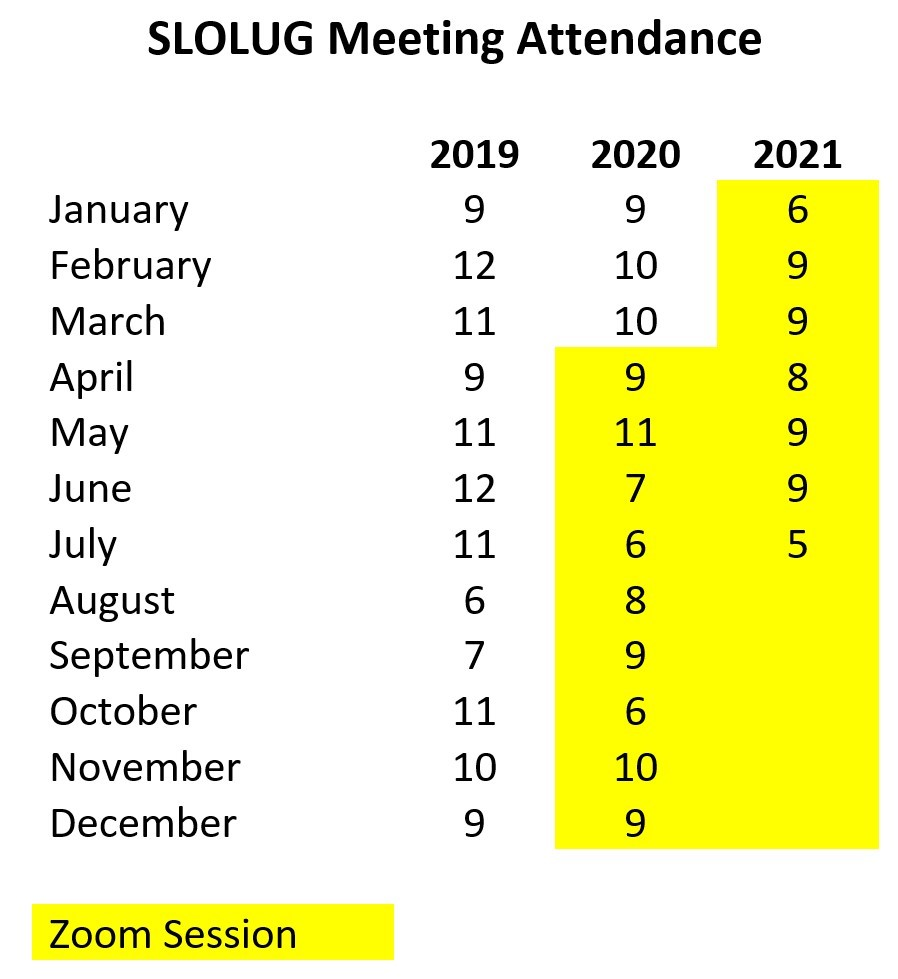 SLOLUG Meeting Attendance
2019 2020 2021
January 9 9 6
February 12 10 9
March 11 10 9
April 9 9 8
May 11 11 9
June 12 7 9
July 11 6 5
August 6 8
September 7 9
October 11 6
November 10 10
December 9 9
Zoom Session